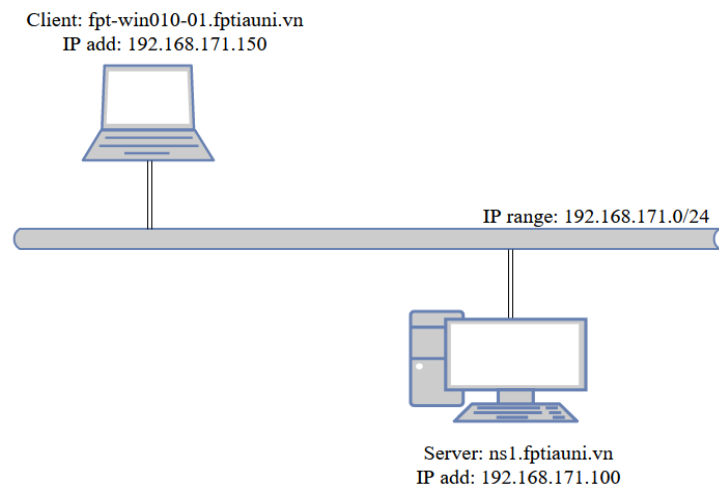 Client: fpt-win010-01.fptiauni.vn
IP add: 192.168.171.150
IP range: 192.168.171.0/24
Server: ns1.fptiauni.vn
IP add: 192.168.171.100